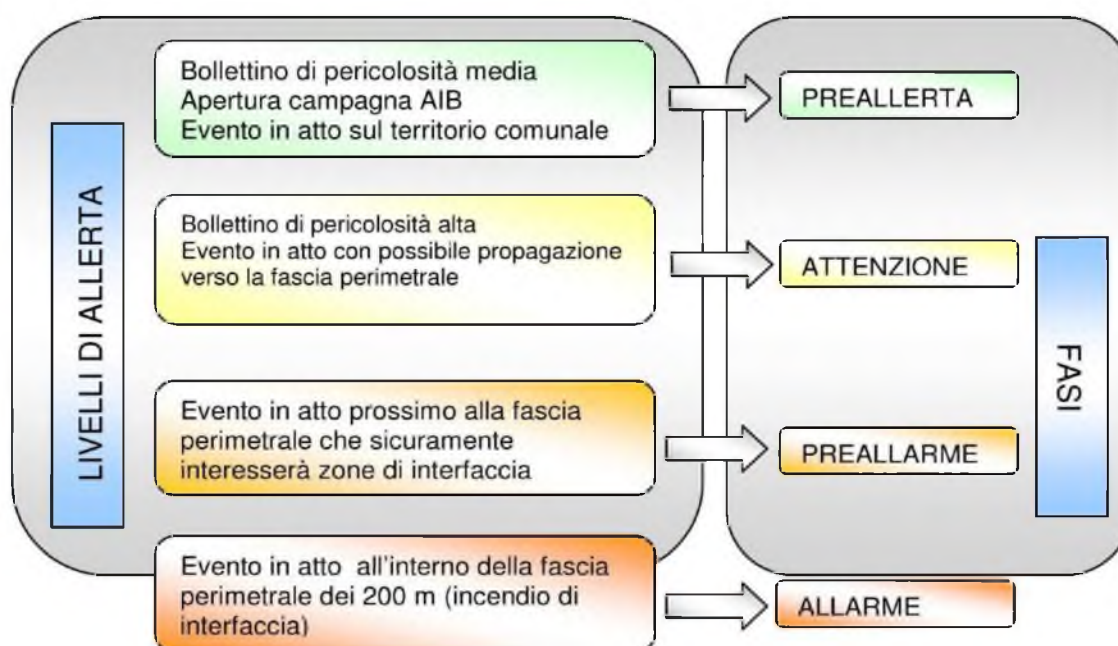 LIVELLI DI ALLERTA
Bollettino di pericolosità media
Apertura campagna AIB
Evento in atto sul territorio comunale
PREALLERTA
Bollettino di pericolosità alta
Evento in atto con possibile propagazione
verso la fascia perimetrale
ATTENZIONE
Evento in atto prossimo alla fascia
perimetrale che sicuramente
interesserà zone di interfaccia
PREALLARME
Evento in atto all'interno della fascia
perimetrale dei 200 m (incendio di
interfaccia)
ALLARME
FASI